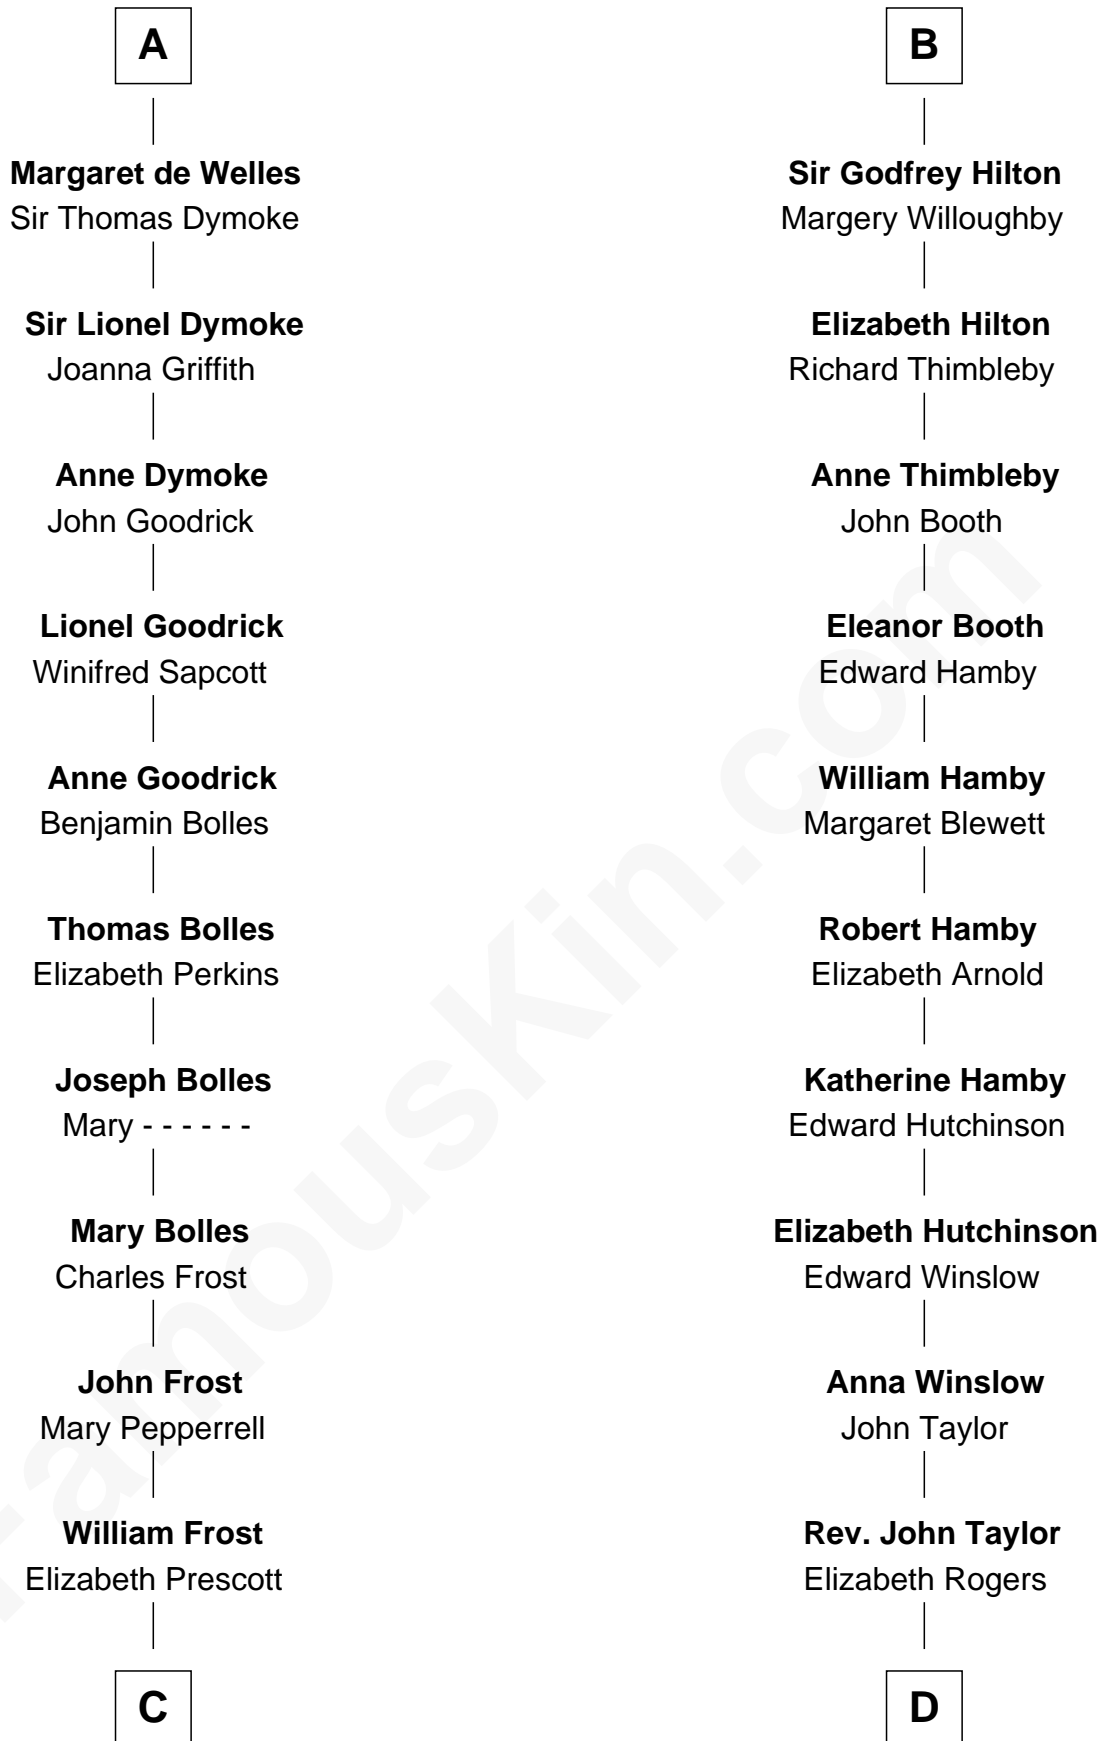 A
Margaret de Welles
Sir Thomas Dymoke
Sir Lionel Dymoke
Joanna Griffith
Anne Dymoke
John Goodrick
Lionel Goodrick
Winifred Sapcott
Anne Goodrick
Benjamin Bolles
Thomas Bolles
Elizabeth Perkins
Joseph Bolles
Mary - - - - - -
Mary Bolles
Charles Frost
John Frost
Mary Pepperrell
William Frost
Elizabeth Prescott
C
B
Sir Godfrey Hilton
Margery Willoughby
Elizabeth Hilton
Richard Thimbleby
Anne Thimbleby
John Booth
Eleanor Booth
Edward Hamby
William Hamby
Margaret Blewett
Robert Hamby
Elizabeth Arnold
Katherine Hamby
Edward Hutchinson
Elizabeth Hutchinson
Edward Winslow
Anna Winslow
John Taylor
Rev. John Taylor
Elizabeth Rogers
D
FamousKin.com